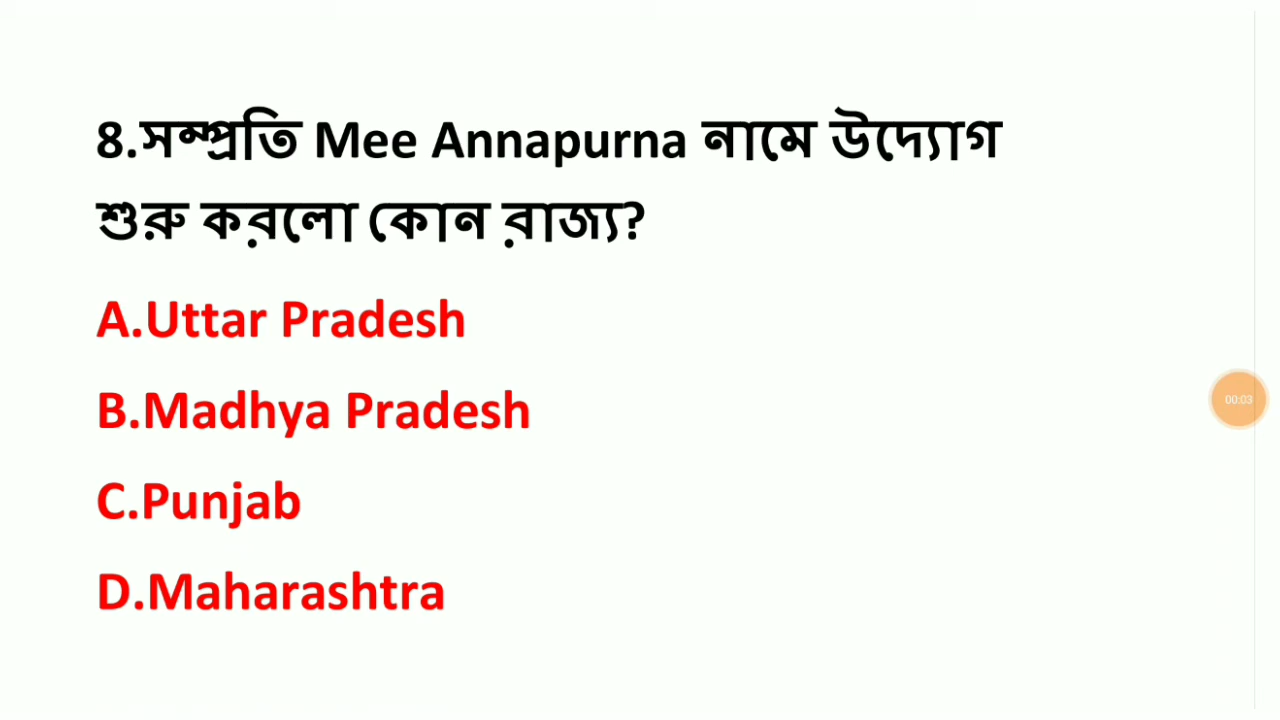 8.সম্প্রতি Mee Annapurna নামে উদ্যোগ
শুরু করলো কোন রাজ্য?
A.Uttar Pradesh
B.Madhya Pradesh
C.Punjab
D.Maharashtra
00:03